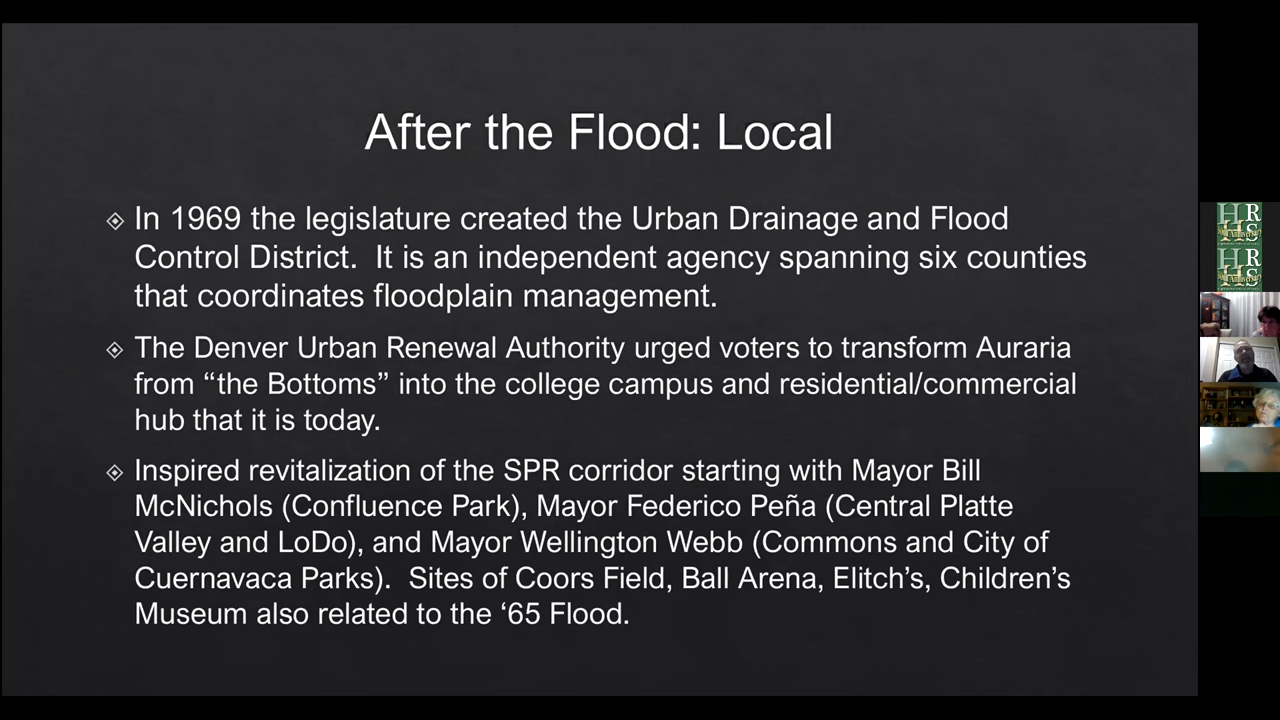 After the Flood: Local
In 1969 the legislature created the Urban Drainage and Flood
Control District.  It is an independent agency spanning six counties
that coordinates floodplain management.
The Denver Urban Renewal Authority urged voters to transform Auraria
from “the Bottoms” into the college campus and residential/commercial
hub that it is today.
Inspired revitalization of the SPR corridor starting with Mayor Bill
McNichols (Confluence Park), Mayor Federico Peña (Central Platte
Valley and LoDo), and Mayor Wellington Webb (Commons and City of
Cuernavaca Parks).  Sites of Coors Field, Ball Arena, Elitch’s, Children’s
Museum also related to the ‘65 Flood.
HRHS
HRHS